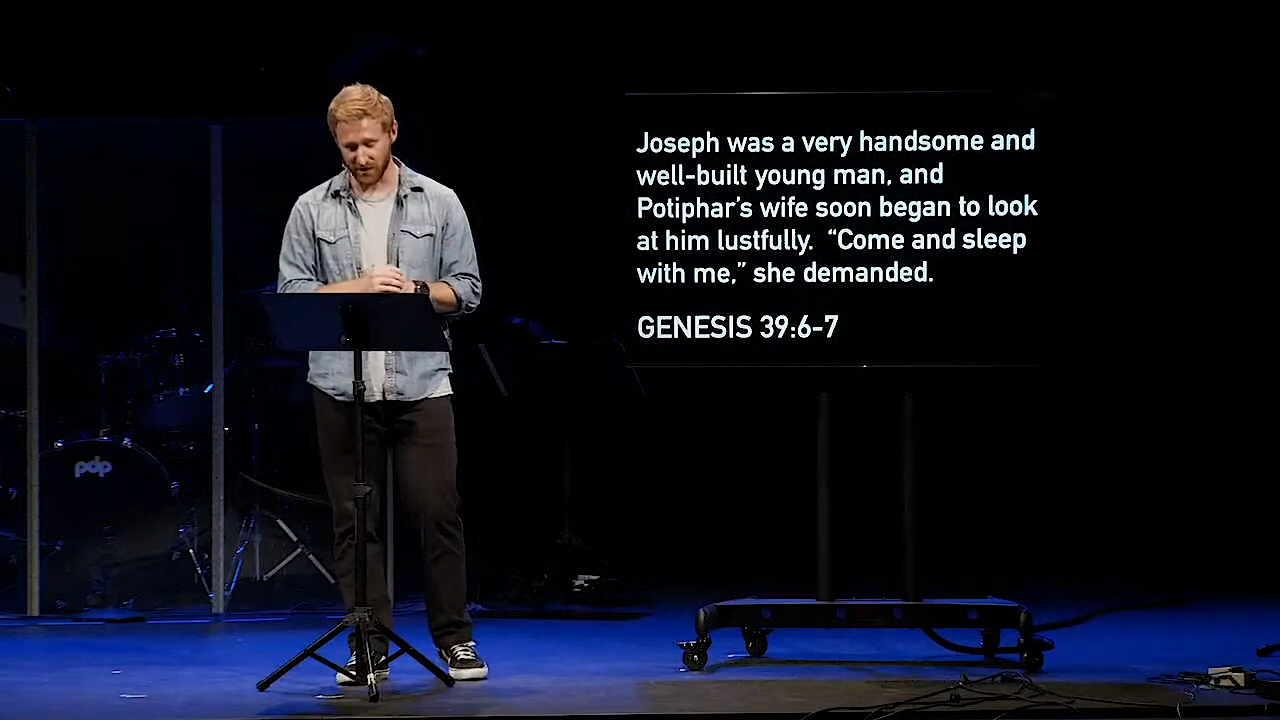 Joseph was a very handsome and
well-built young man, and
Potiphar's wife soon began to look
at him lustfully.  “Come and sleep
with me,” she demanded.
GENESIS 39:6-7
pdp